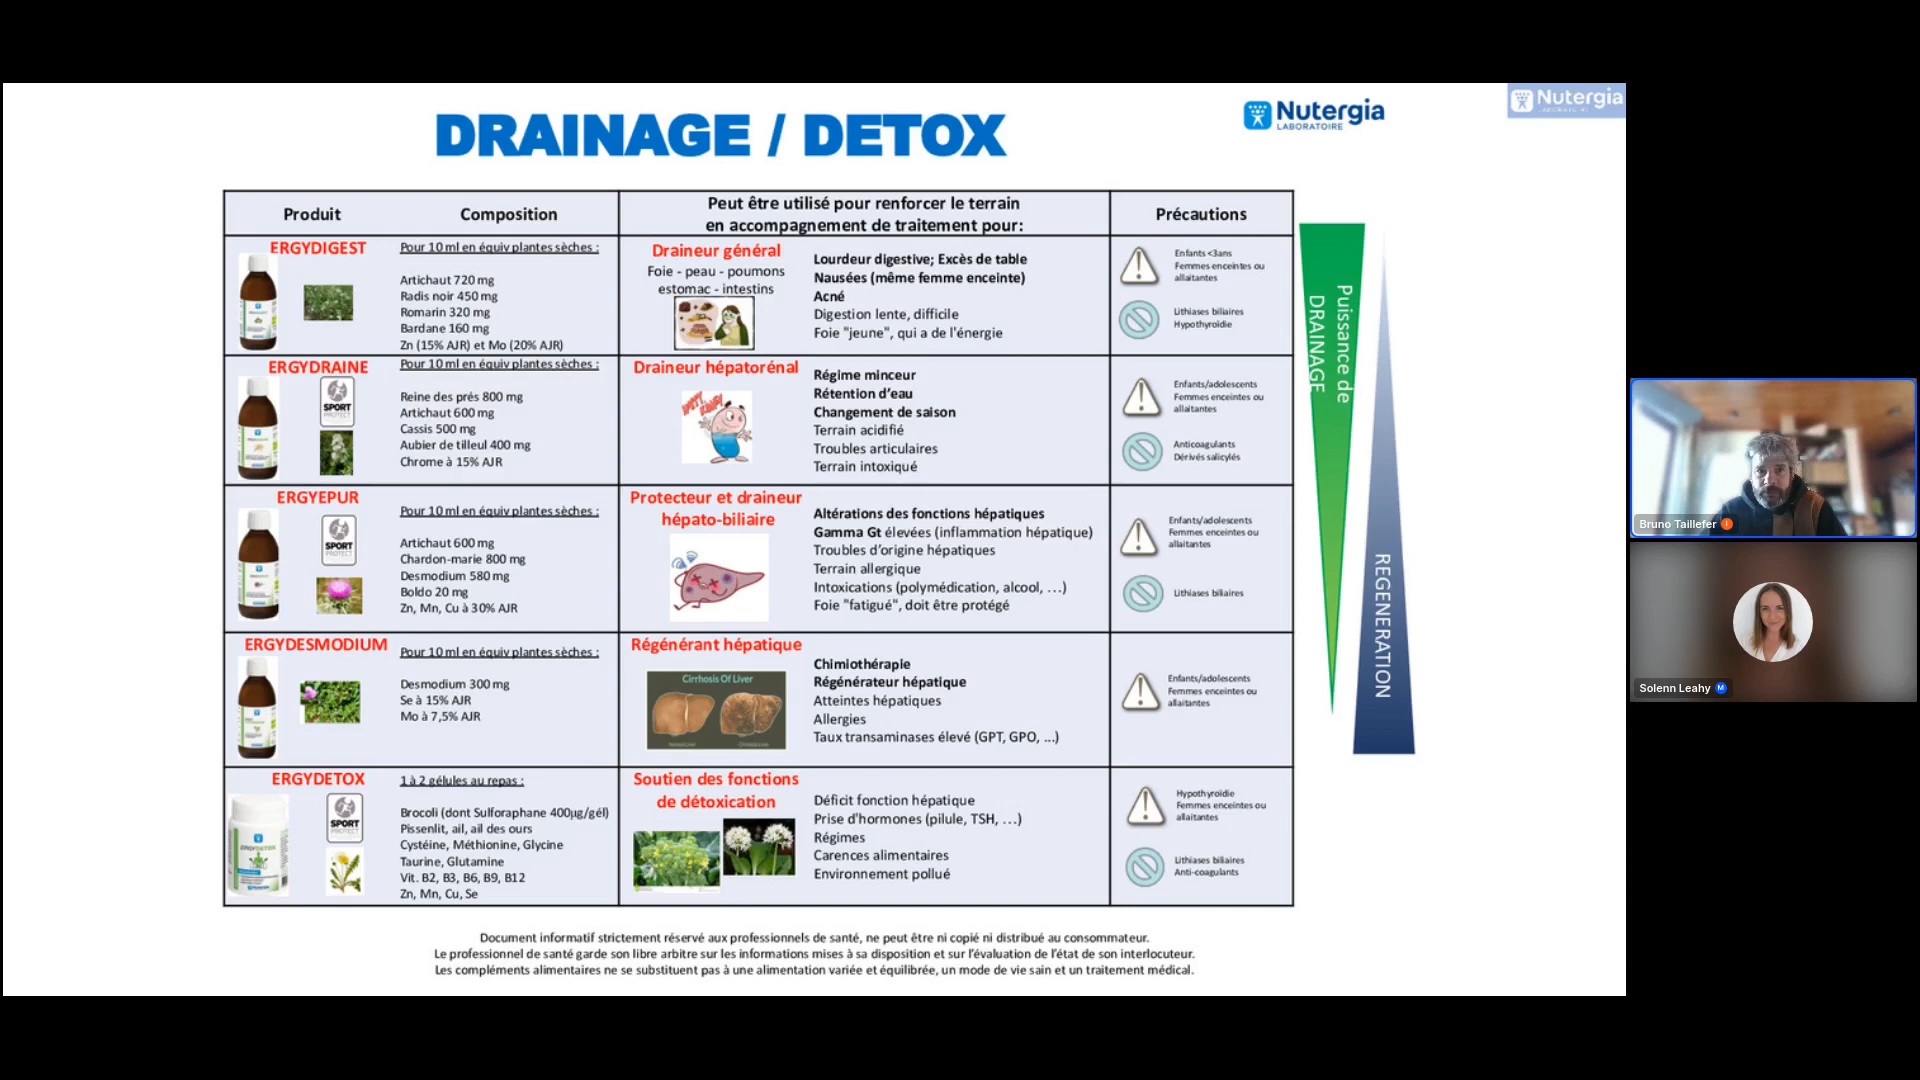 DRAINAGE / DETOX
Nutergia
LABORATOIRE
Nutergia
Produit
Composition
Peut être utilisé pour renforcer le terrain
en accompagnement de traitement pour:
Précautions
ERGYDIGEST
Pour 10 ml en équiv plantes sèches :
Artichaut 720 mg
Radis noir 450 mg
Romarin 320 mg
Bardane 160 mg
Zn (15% AJR) et Mo (20% AJR)
Draineur général
Foie - peau - poumons
estomac - intestins
Lourdeur digestive; Excès de table
Nausées (même femme enceinte)
Acné
Digestion lente, difficile
Foie "jeune", qui a de l'énergie
Enfants <3ans
Femmes enceintes ou
allaitantes
Lithiases biliaires
Hypothyroïdie
ERGYDRAINE
SPORT
PROTECT
Pour 10 ml en équiv plantes sèches :
Reine des prés 800 mg
Artichaut 600 mg
Cassis 500 mg
Aubier de tilleul 400 mg
Chrome à 15% AJR
Draineur hépatorénal
Régime minceur
Rétention d'eau
Changement de saison
Terrain acidifié
Troubles articulaires
Terrain intoxiqué
Enfants/adolescents
Femmes enceintes ou
allaitantes
Anticoagulants
Dérivés salicylés
ERGYEPUR
SPORT
PROTECT
Pour 10 ml en équiv plantes sèches :
Artichaut 600 mg
Chardon-marie 800 mg
Desmodium 580 mg
Boldo 20 mg
Zn, Mn, Cu à 30% AJR
Protecteur et draineur
hépato-biliaire
Altérations des fonctions hépatiques
Gamma Gt élevées (inflammation hépatique)
Troubles d'origine hépatiques
Terrain allergique
Intoxications (polymédication, alcool, ...)
Foie "fatigué", doit être protégé
Enfants/adolescents
Femmes enceintes ou
allaitantes
Lithiases biliaires
ERGYDESMODIUM
Pour 10 ml en équiv plantes sèches :
Desmodium 300 mg
Se à 15% AJR
Mo à 7,5% AJR
Régénérant hépatique
Cirrhosis Of Liver
Chimiothérapie
Régénérateur hépatique
Atteintes hépatiques
Allergies
Taux transaminases élevé (GPT, GPO, ...)
Enfants/adolescents
Femmes enceintes ou
allaitantes
ERGYDETOX
SPORT
PROTECT
1 à 2 gélules au repas :
Brocoli (dont Sulforaphane 400µg/gél)
Pissenlit, ail, ail des ours
Cystéine, Méthionine, Glycine
Taurine, Glutamine
Vit. B2, B3, B6, B9, B12
Zn, Mn, Cu, Se
Soutien des fonctions
de détoxication
Déficit fonction hépatique
Prise d'hormones (pilule, TSH, ...)
Régimes
Carences alimentaires
Environnement pollué
Hypothyroïdie
Femmes enceintes ou
allaitantes
Lithiases biliaires
Anti-coagulants
Puissance de
DRAINAGE
REGENERATION
Document informatif strictement réservé aux professionnels de santé, ne peut être ni copié ni distribué au consommateur.
Le professionnel de santé garde son libre arbitre sur les informations mises à sa disposition et sur l'évaluation de l'état de son interlocuteur.
Les compléments alimentaires ne se substituent pas à une alimentation variée et équilibrée, un mode de vie sain et un traitement médical.
Bruno Taillefer
Solenn Leahy M